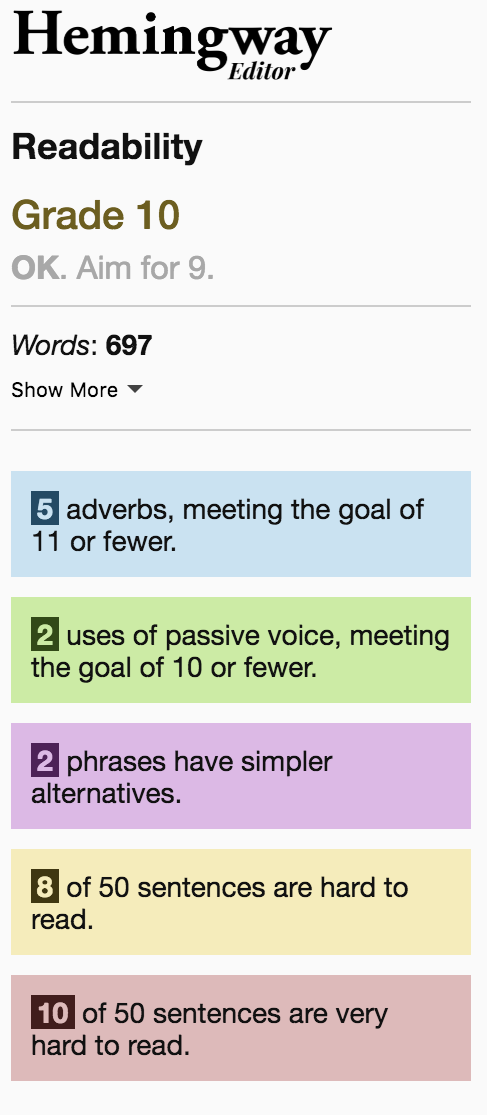 Hemingway
Editor
Readability
Grade 10
OK. Aim for 9.
Words: 697
Show More
5 adverbs, meeting the goal of
11 or fewer.
2 uses of passive voice, meeting
the goal of 10 or fewer.
2 phrases have simpler
alternatives.
8 of 50 sentences are hard to
read.
10 of 50 sentences are very
hard to read.